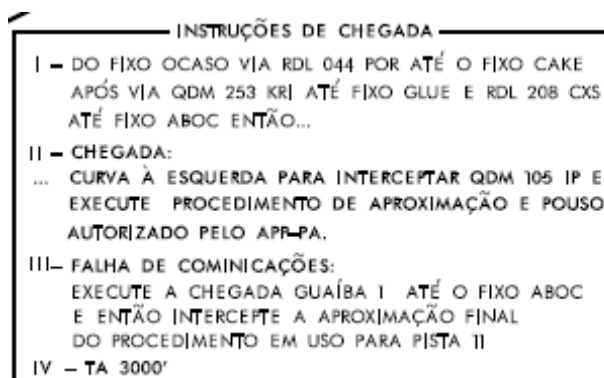 INSTRUÇÕES DE CHEGADA
I – DO FIXO OCASO VIA RDL 044 POR ATÉ O FIXO CAKE
APÓS VIA QDM 253 KRI ATÉ FIXO GLUE E RDL 208 CXS
ATÉ FIXO ABOC ENTÃO...
II – CHEGADA:
... CURVA À ESQUERDA PARA INTERCEPTAR QDM 105 IP E
EXECUTE PROCEDIMENTO DE APROXIMAÇÃO E POUSO
AUTORIZADO PELO APP-PA.
III– FALHA DE COMINICAÇÕES:
EXECUTE A CHEGADA GUAÍBA 1 ATÉ O FIXO ABOC
E ENTÃO INTERCEPTE A APROXIMAÇÃO FINAL
DO PROCEDIMENTO EM USO PARA PISTA 11
IV – TA 3000'